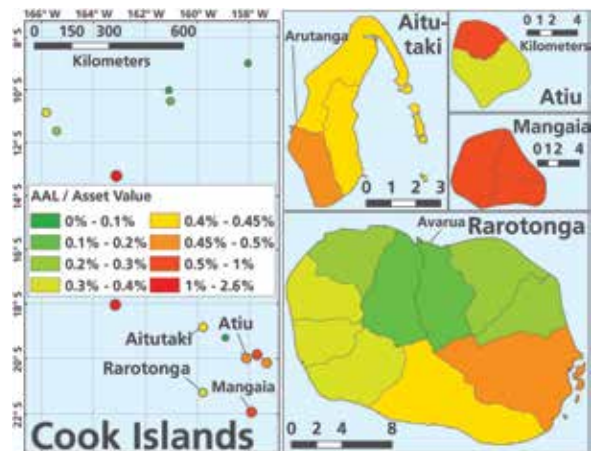 166° W 164° W 162° W 160° W 158° W
8° S
0 150 300 600
Kilometers
10° S
12° S
14° S
AAL / Asset Value
0% - 0.1%
0.1% - 0.2%
0.2% - 0.3%
0.3% - 0.4%
0.4% - 0.45%
0.45% - 0.5%
0.5% - 1%
1% - 2.6%
16° S
18° S
Aitutaki
Atiu
20° S
Rarotonga
Mangaia
22° S
Cook Islands
Arutanga
Aitu-
taki
0 1 2 3
0 1 2 4
Kilometers
Atiu
Mangaia
0 1 2 4
Avarua
Rarotonga
0 2 4 8